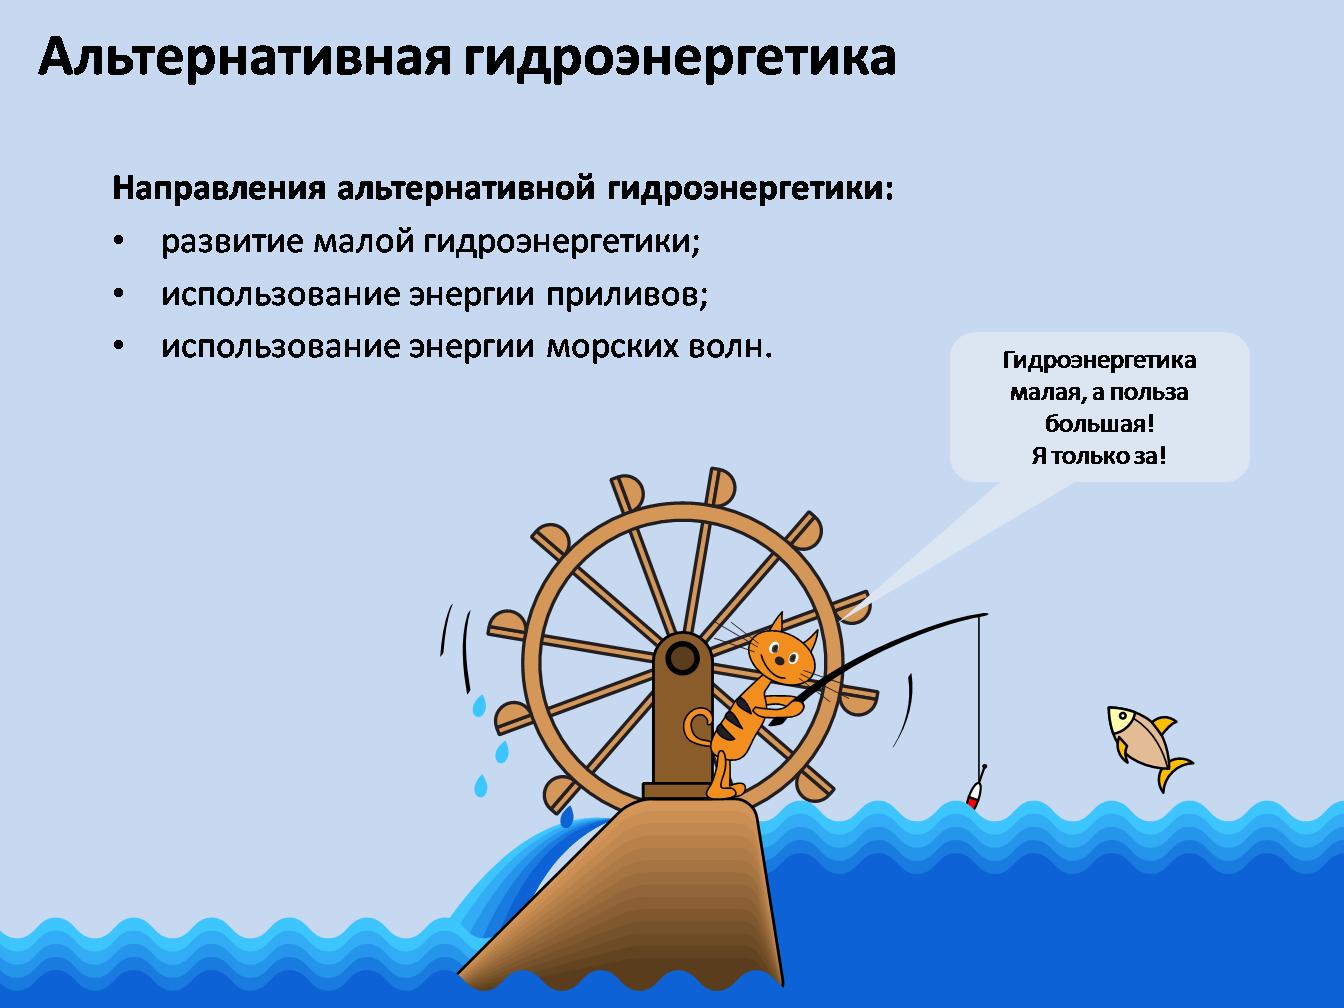 Альтернативная гидроэнергетика
Направления альтернативной гидроэнергетики:
• развитие малой гидроэнергетики;
• использование энергии приливов;
• использование энергии морских волн.
Гидроэнергетика
малая, а польза
большая!
Я только за!